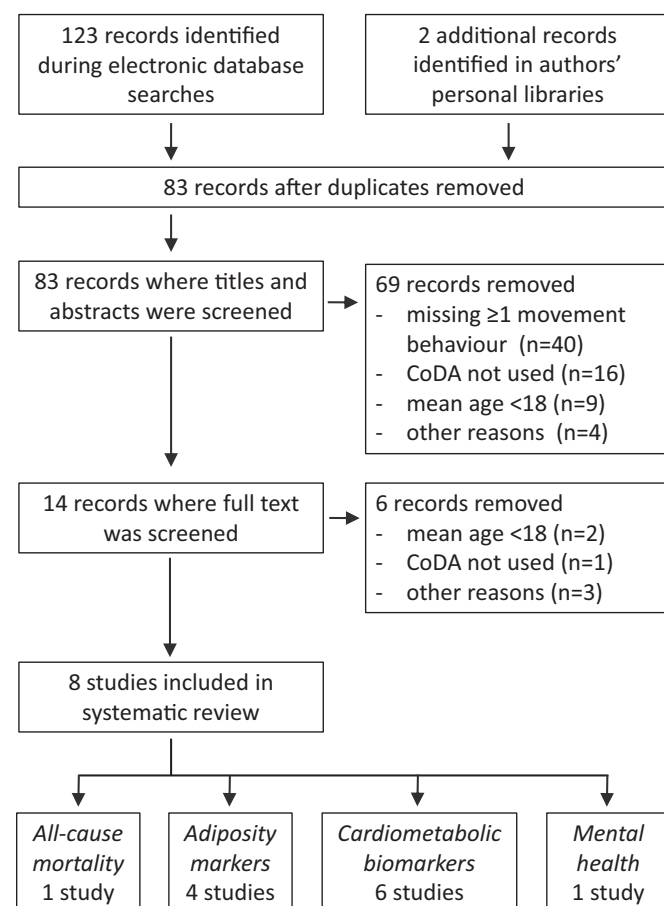 123 records identified
during electronic database
searches
2 additional records
identified in authors'
personal libraries
83 records after duplicates removed
83 records where titles and
abstracts were screened
69 records removed
- missing ≥1 movement
behaviour (n=40)
- CoDA not used (n=16)
- mean age <18 (n=9)
- other reasons (n=4)
14 records where full text
was screened
6 records removed
- mean age <18 (n=2)
- CoDA not used (n=1)
- other reasons (n=3)
8 studies included in
systematic review
All-cause
mortality
1 study
Adiposity
markers
4 studies
Cardiometabolic
biomarkers
6 studies
Mental
health
1 study